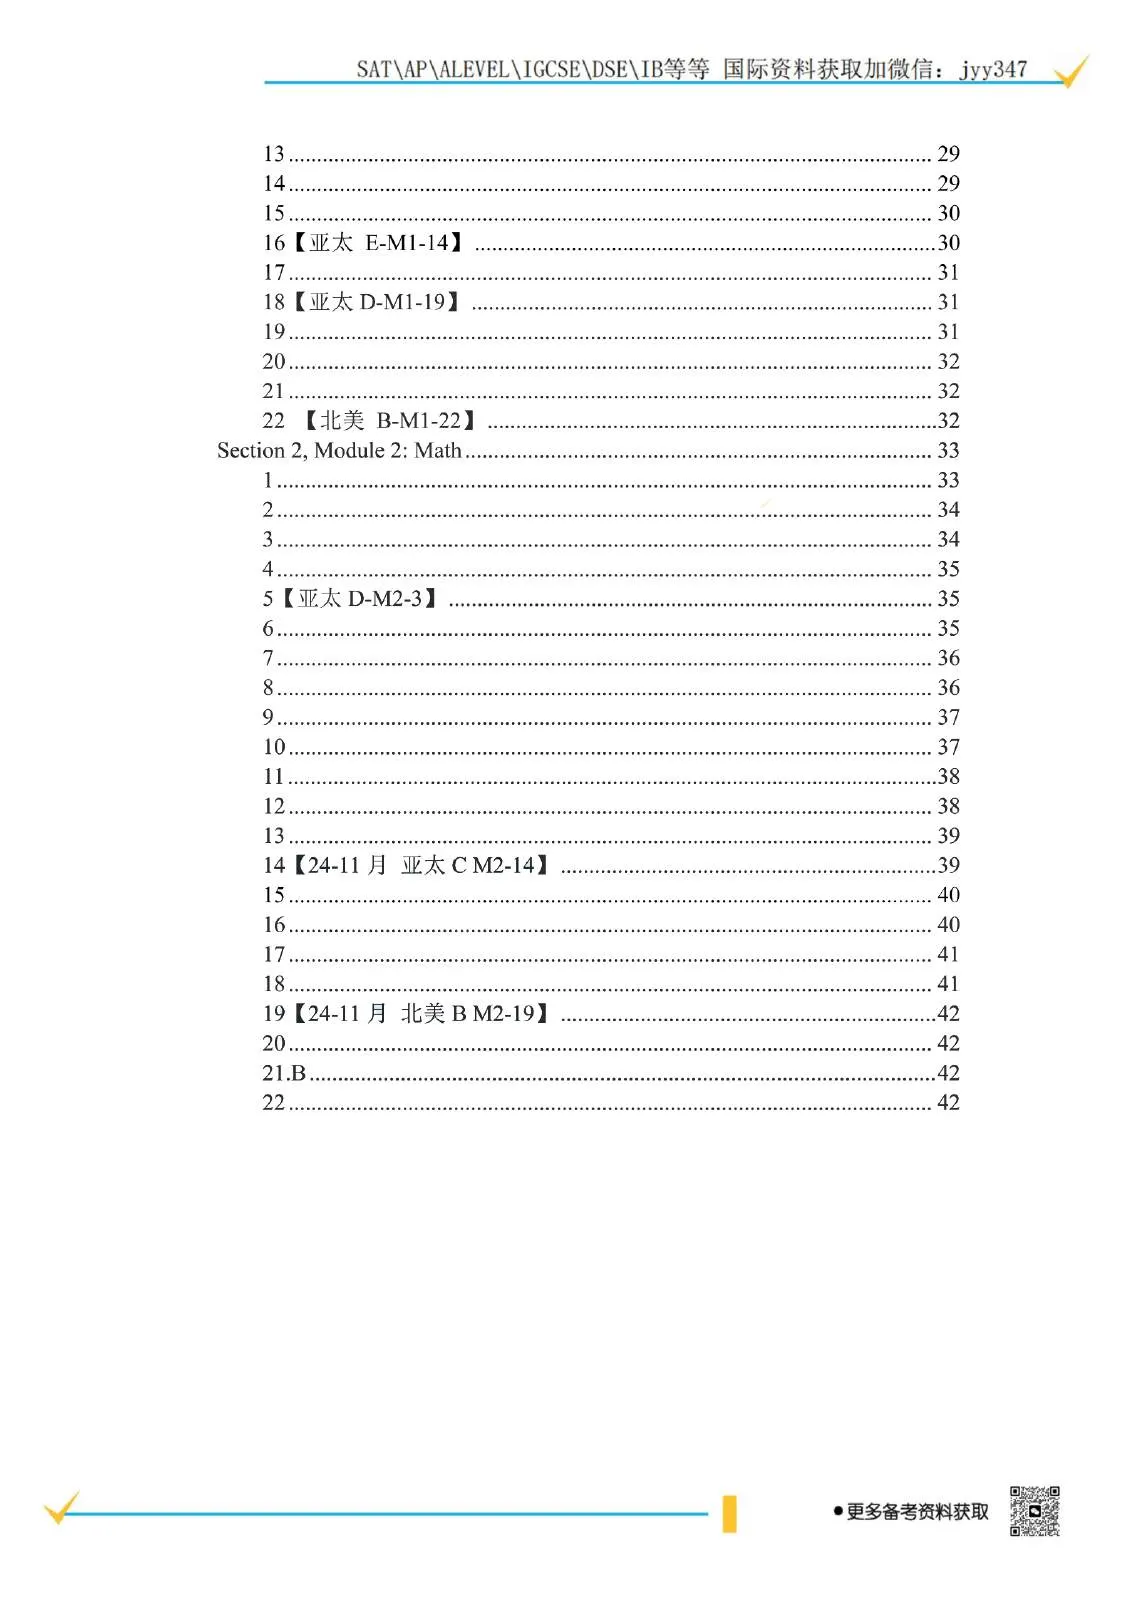 SAT\AP\ALEVEL\IGCSE\DSE\IB等等 国际资料获取加微信：jyy347
13 29
14 29
15 30
16【亚太 E-M1-14】 30
17 31
18【亚太 D-M1-19】 31
19 31
20 32
21 32
22 【北美 B-M1-22】 32
Section 2, Module 2: Math 33
1 33
2 34
3 34
4 35
5【亚太 D-M2-3】 35
6 35
7 36
8 36
9 37
10 37
11 38
12 38
13 39
14【24-11 月 亚太 C M2-14】 39
15 40
16 40
17 41
18 41
19【24-11 月 北美 B M2-19】 42
20 42
21.B 42
22 42
●更多备考资料获取